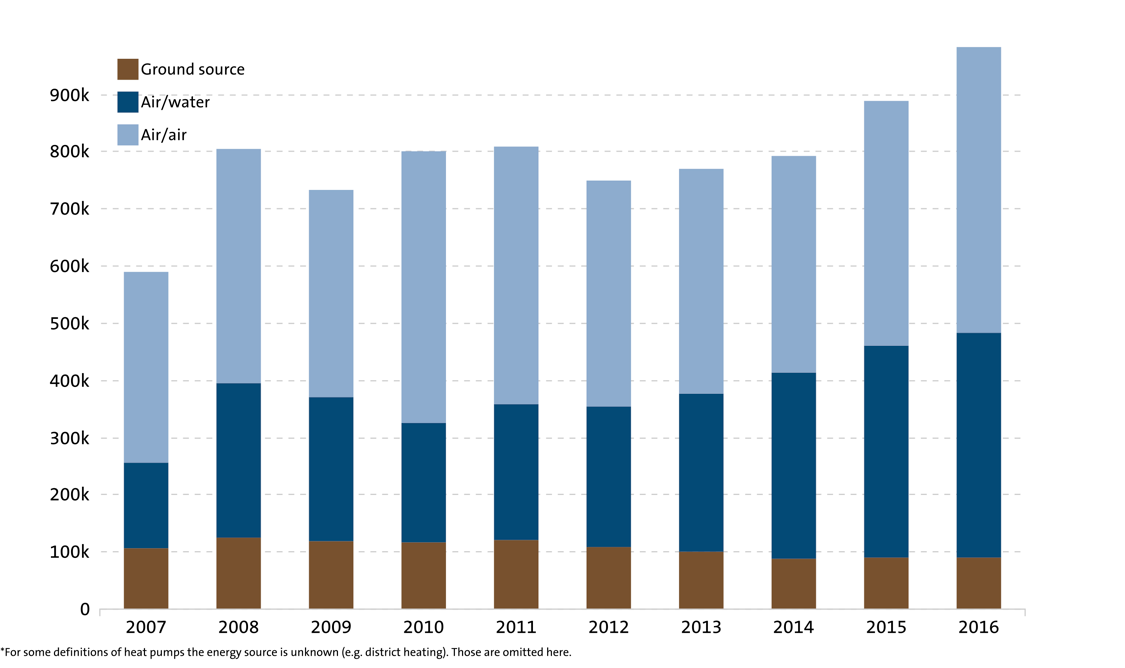 Ground source
900k
Air/water
Air/air
800k
700k
600k
500k
400k
300k
200k
100k
0
2007 2008 2009 2010 2011 2012 2013 2014 2015 2016
*For some definitions of heat pumps the energy source is unknown (e.g. district heating). Those are omitted here.